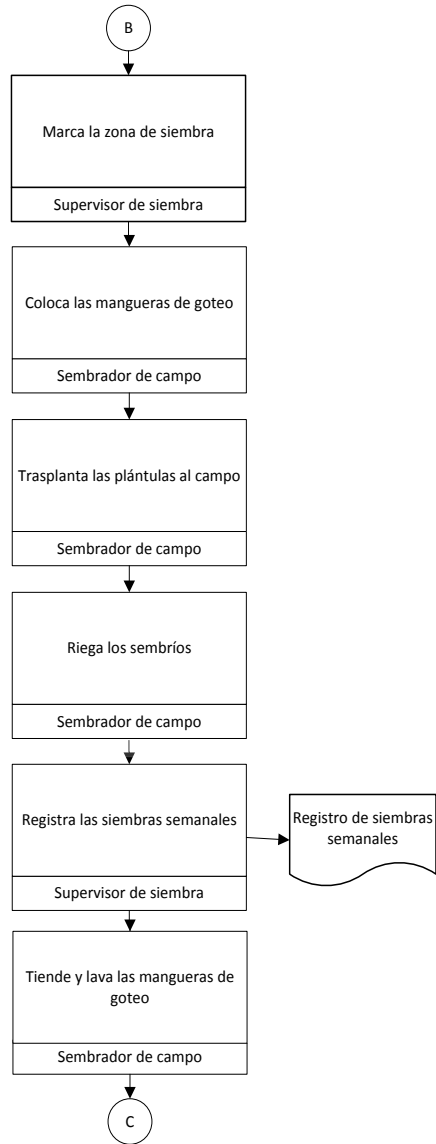 B
Marca la zona de siembra
Supervisor de siembra
Coloca las mangueras de goteo
Sembrador de campo
Trasplanta las plántulas al campo
Sembrador de campo
Riega los sembríos
Sembrador de campo
Registra las siembras semanales
Supervisor de siembra
Registro de siembras
semanales
Tiende y lava las mangueras de
goteo
Sembrador de campo
C